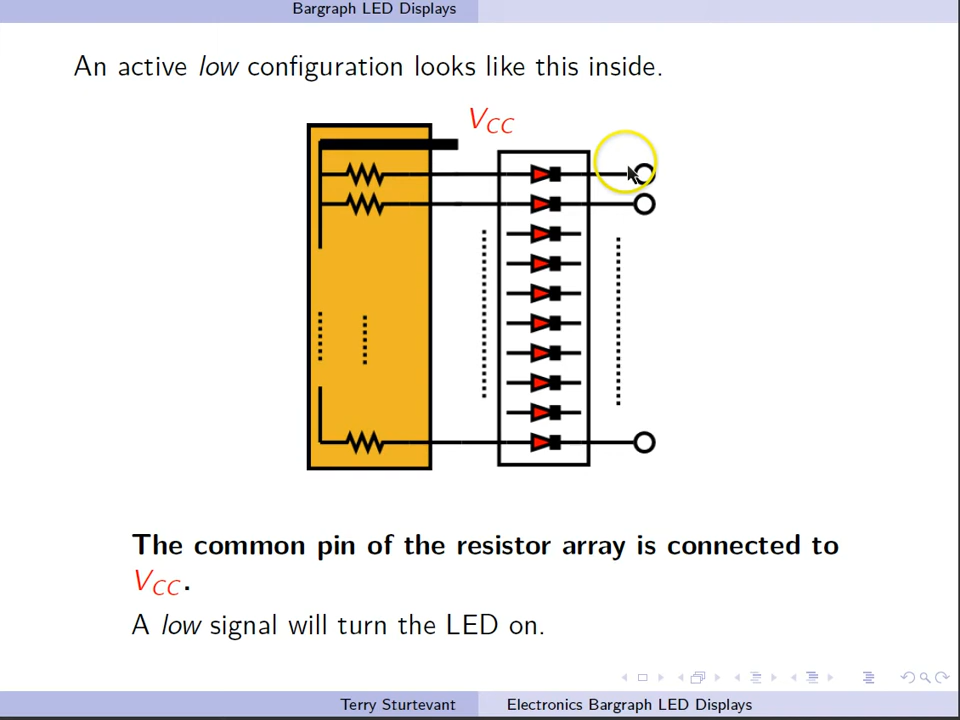 Bargraph LED Displays
An active low configuration looks like this inside.
VCC
The common pin of the resistor array is connected to
VCC.
A low signal will turn the LED on.
Terry Sturtevant
Electronics Bargraph LED Displays